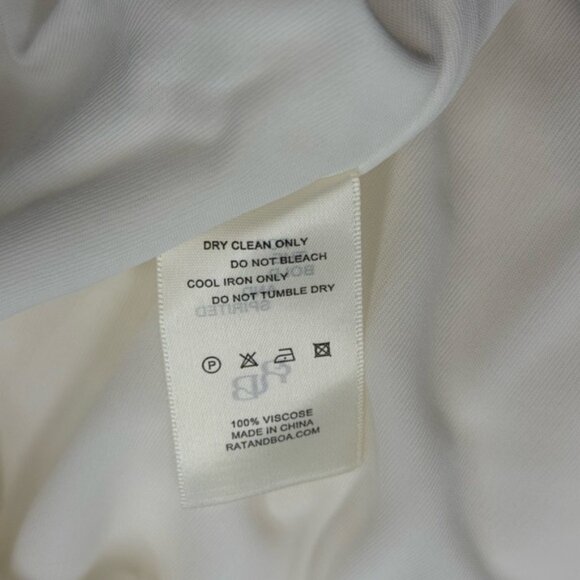 DRY CLEAN ONLY
DO NOT BLEACH
COOL IRON ONLY
DO NOT TUMBLE DRY
P
100% VISCOSE
MADE IN CHINA
RATANDBOA.COM